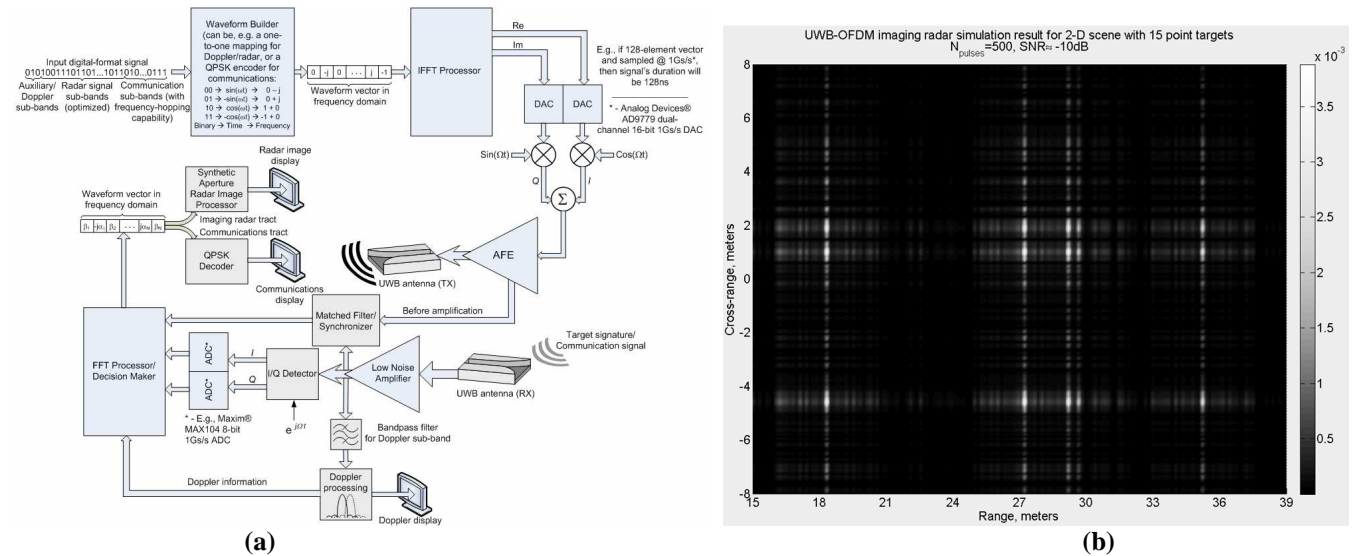 Input digital-format signal
0101001110 1101...1011010...0111
Auxiliary/
Doppler
sub-bands
Radar signal
sub-bands
(optimized)
Communication
sub-bands (with
frequency-hopping
capability)
Waveform Builder
(can be, e.g. a one-
to-one mapping for
Doppler/radar, or a
QPSK encoder for
communications:
00 → sin(ωt) → 0 – j
01 → -sin(ωt) → 0 + j
10 → cos(ωt) → 1 + 0
11 → -cos(ωt) → -1 + 0
Binary → Time → Frequency
0 -j 0 . . . j -1
Waveform vector in
frequency domain
IFFT Processor
Re
Im
E.g., if 128-element vector
and sampled @ 1Gs/s*,
then signal's duration will
be 128ns
DAC DAC
* - Analog Devices®
AD9779 dual-
channel 16-bit 1Gs/s DAC
Sin(Ωt)
Cos(Ωt)
Q
I
Σ
Radar image
display
Synthetic
Aperture
Radar Image
Processor
Waveform vector in
frequency domain
Imaging radar tract
Communications tract
QPSK
Decoder
Communications
display
AFE
UWB antenna (TX)
Before amplification
Matched Filter/
Synchronizer
Target signature/
Communication signal
FFT Processor/
Decision Maker
ADC*
ADC*
I
Q
I/Q Detector
Low Noise
Amplifier
UWB antenna (RX)
* - E.g., Maxim®
MAX104 8-bit
1Gs/s ADC
e jΩt
Bandpass filter
for Doppler sub-band
Doppler information
Doppler
processing
Doppler display
(a)
UWB-OFDM imaging radar simulation result for 2-D scene with 15 point targets
Npulses=500, SNR≈ -10dB
x 10-3
8
6
4
2
0
-2
-4
-6
-8
Cross-range, meters
15 18 21 24 27 30 33 36 39
Range, meters
3.5
3
2.5
2
1.5
1
0.5
(b)